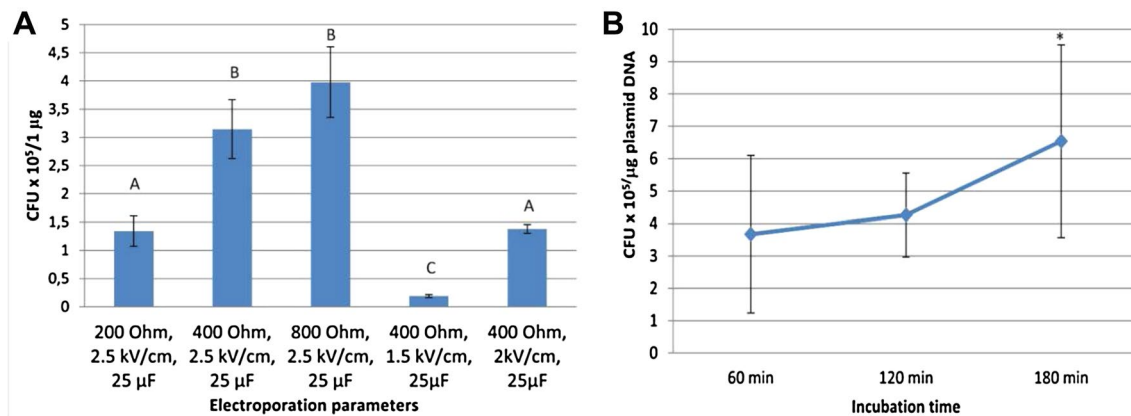 A
CFU x 10⁵/1 µg
5
4,5
4
3,5
3
2,5
2
1,5
1
0,5
0
A
B
B
C
A
200 Ohm,
2.5 kV/cm,
25 µF
400 Ohm,
2.5 kV/cm,
25 µF
800 Ohm,
2.5 kV/cm,
25 µF
400 Ohm,
1.5 kV/cm,
25µF
400 Ohm,
2kV/cm,
25µF
Electroporation parameters
B
CFU x 10⁵/µg plasmid DNA
10
9
8
7
6
5
4
3
2
1
0
*
60 min
120 min
180 min
Incubation time